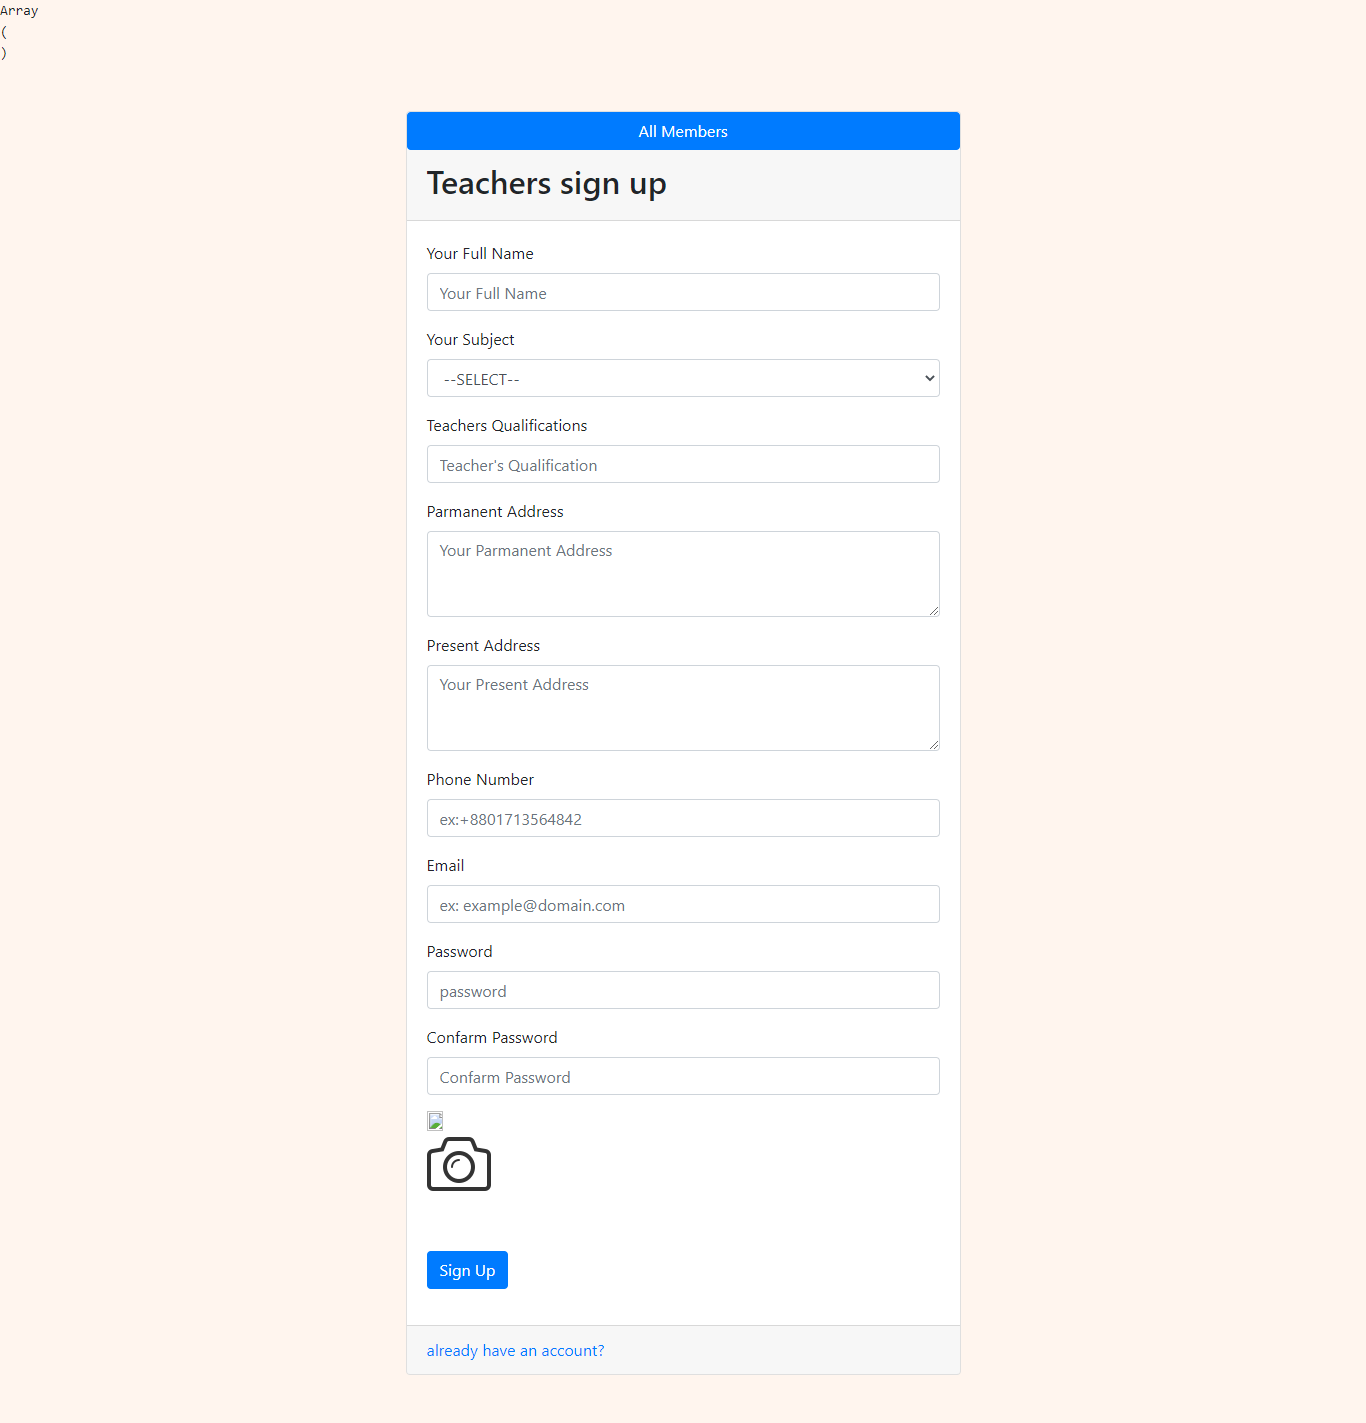 Array
(
)
All Members
Teachers sign up
Your Full Name
Your Full Name
Your Subject
--SELECT--
Teachers Qualifications
Teacher's Qualification
Parmanent Address
Your Parmanent Address
Present Address
Your Present Address
Phone Number
ex:+8801713564842
Email
ex: example@domain.com
Password
password
Confarm Password
Confarm Password
Sign Up
already have an account?